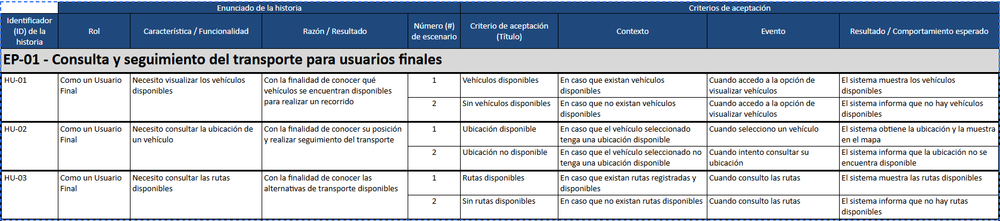 Enunciado de la historia
Criterios de aceptación
Identificador
(ID) de la
historia
Rol
Característica / Funcionalidad
Razón / Resultado
Número (#)
de escenario
Criterio de aceptación
(Título)
Contexto
Evento
Resultado / Comportamiento esperado
EP-01 - Consulta y seguimiento del transporte para usuarios finales
HU-01
Como un Usuario
Final
Necesito visualizar los vehículos
disponibles
Con la finalidad de conocer qué
vehículos se encuentran disponibles
para realizar un recorrido
1
Vehículos disponibles
En caso que existan vehículos
disponibles
Cuando accedo a la opción de
visualizar vehículos
El sistema muestra los vehículos
disponibles
2
Sin vehículos disponibles
En caso que no existan vehículos
disponibles
Cuando accedo a la opción de
visualizar vehículos
El sistema informa que no hay vehículos
disponibles
HU-02
Como un Usuario
Final
Necesito consultar la ubicación de
un vehículo
Con la finalidad de conocer su posición
y realizar seguimiento del transporte
1
Ubicación disponible
En caso que el vehículo seleccionado
tenga una ubicación disponible
Cuando selecciono un vehículo
El sistema obtiene la ubicación y la muestra
en el mapa
2
Ubicación no disponible
En caso que el vehículo seleccionado no
tenga una ubicación disponible
Cuando intento consultar su
ubicación
El sistema informa que la ubicación no se
encuentra disponible
HU-03
Como un Usuario
Final
Necesito consultar las rutas
disponibles
Con la finalidad de conocer las
alternativas de transporte disponibles
1
Rutas disponibles
En caso que existan rutas registradas y
disponibles
Cuando consulto las rutas
El sistema muestra las rutas disponibles
2
Sin rutas disponibles
En caso que no existan rutas disponibles
Cuando consulto las rutas
El sistema informa que no hay rutas
disponibles